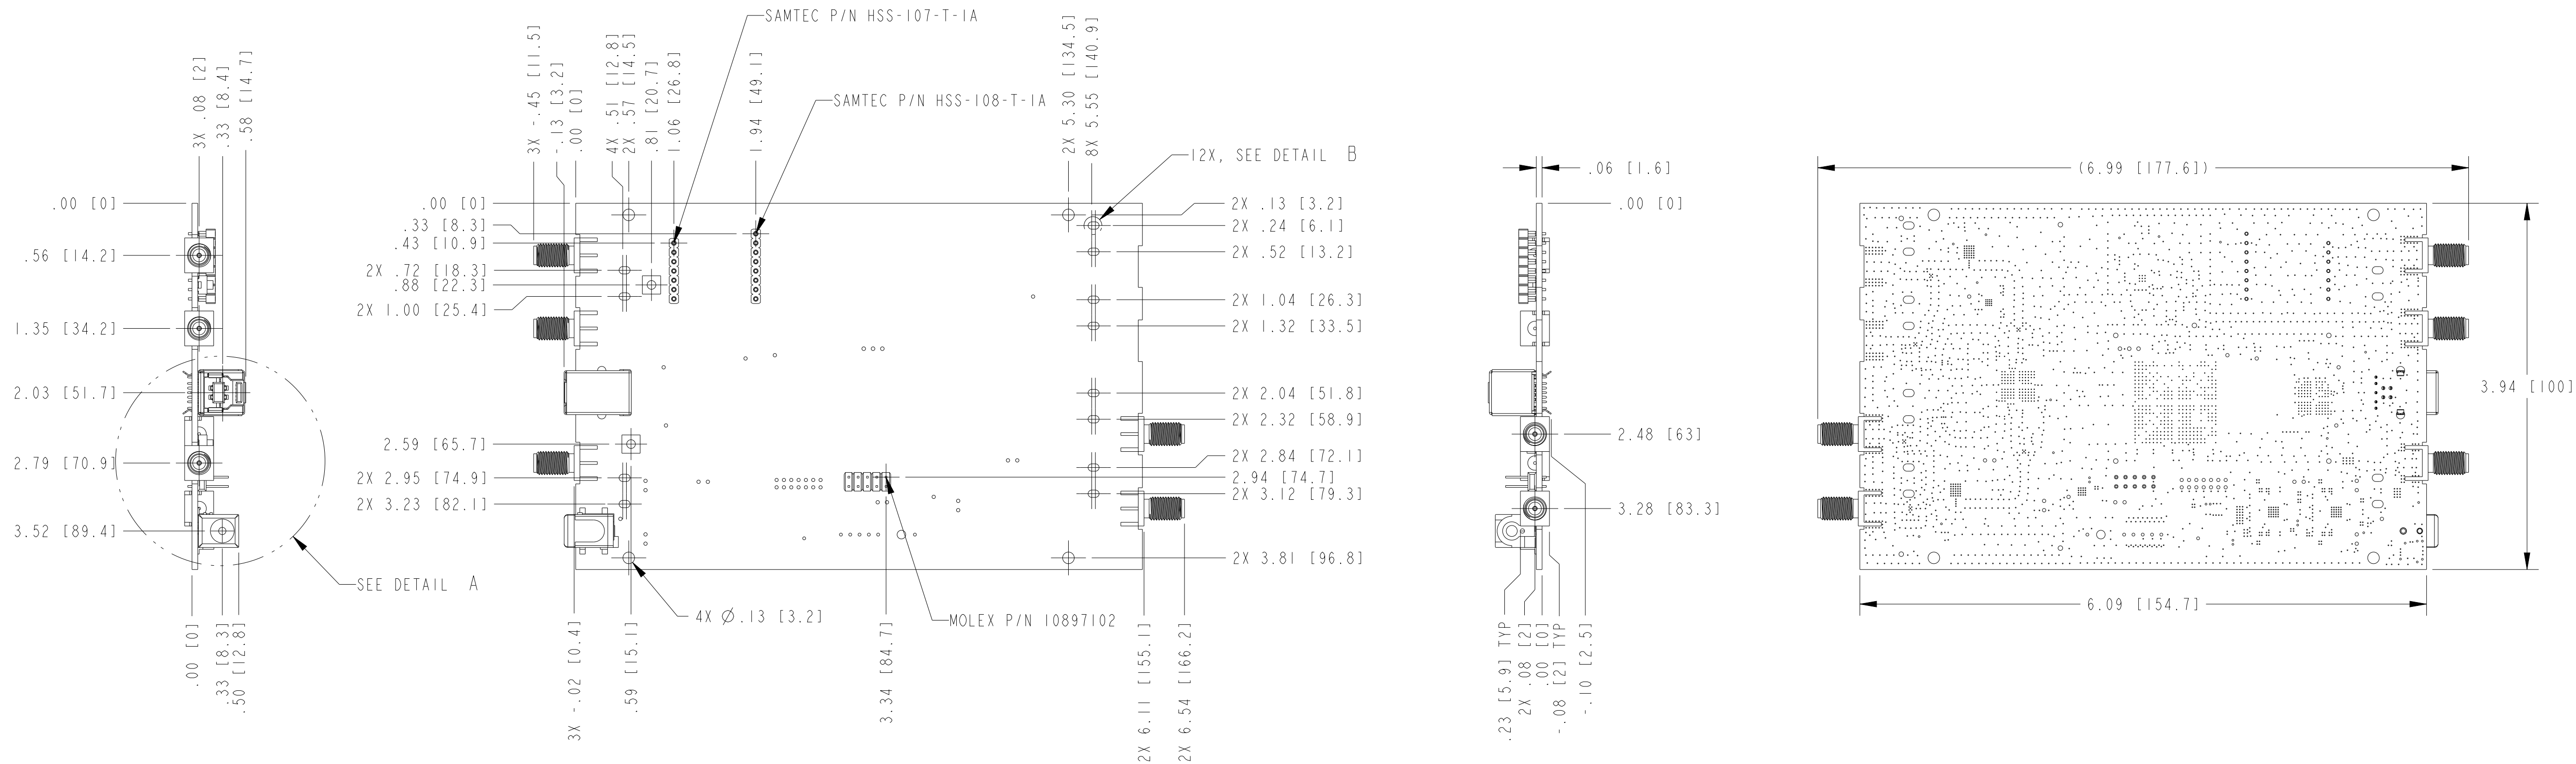 3X .08 [2]
.33 [8.4]
.58 [14.7]
.00 [0]
.56 [14.2]
1.35 [34.2]
2.03 [51.7]
2.79 [70.9]
3.52 [89.4]
SEE DETAIL A
.00 [0]
.33 [8.3]
.50 [12.8]
SAMTEC P/N HSS-107-T-1A
SAMTEC P/N HSS-108-T-1A
3X -.45 [11.5]
-.13 [3.2]
.00 [0]
4X .51 [12.8]
2X .57 [14.5]
.81 [20.7]
1.06 [26.8]
1.94 [49.1]
2X 5.30 [134.5]
8X 5.55 [140.9]
12X, SEE DETAIL B
.00 [0]
.33 [8.3]
.43 [10.9]
2X .72 [18.3]
.88 [22.3]
2X 1.00 [25.4]
2.59 [65.7]
2X 2.95 [74.9]
2X 3.23 [82.1]
2X .13 [3.2]
2X .24 [6.1]
2X .52 [13.2]
2X 1.04 [26.3]
2X 1.32 [33.5]
2X 2.04 [51.8]
2X 2.32 [58.9]
2X 2.84 [72.1]
2.94 [74.7]
2X 3.12 [79.3]
2X 3.81 [96.8]
4X Ø.13 [3.2]
MOLEX P/N 10897102
3X -.02 [0.4]
.59 [15.1]
3.34 [84.7]
2X 6.11 [155.1]
2X 6.54 [166.2]
.06 [1.6]
.00 [0]
2.48 [63]
3.28 [83.3]
.23 [5.9] TYP
2X .08 [2]
.00 [0]
-.08 [2] TYP
-.10 [2.5]
(6.99 [177.6])
3.94 [100]
6.09 [154.7]